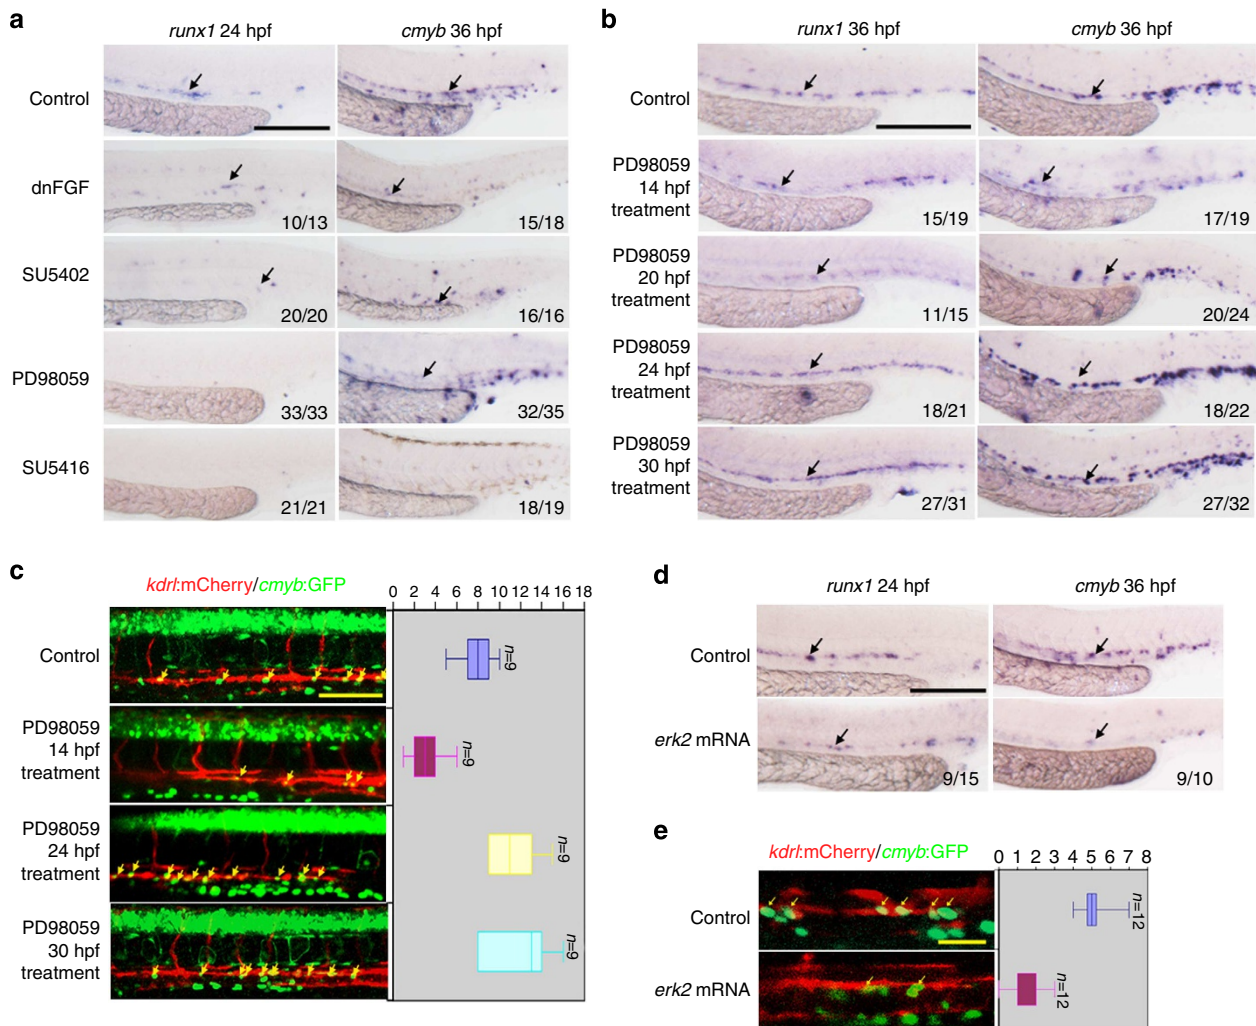 a
runx1 24 hpf
cmyb 36 hpf
Control
dnFGF
10/13
15/18
SU5402
20/20
16/16
PD98059
33/33
32/35
SU5416
21/21
18/19
b
runx1 36 hpf
cmyb 36 hpf
Control
PD98059
14 hpf
treatment
15/19
17/19
PD98059
20 hpf
treatment
11/15
20/24
PD98059
24 hpf
treatment
18/21
18/22
PD98059
30 hpf
treatment
27/31
27/32
c
kdrl:mCherry/cmyb:GFP
0 2 4 6 8 10 12 14 16 18
Control
n=9
PD98059
14 hpf
treatment
n=9
PD98059
24 hpf
treatment
n=9
PD98059
30 hpf
treatment
n=9
d
runx1 24 hpf
cmyb 36 hpf
Control
erk2 mRNA
9/15
9/10
e
kdrl:mCherry/cmyb:GFP
0 1 2 3 4 5 6 7 8
Control
n=12
erk2 mRNA
n=12